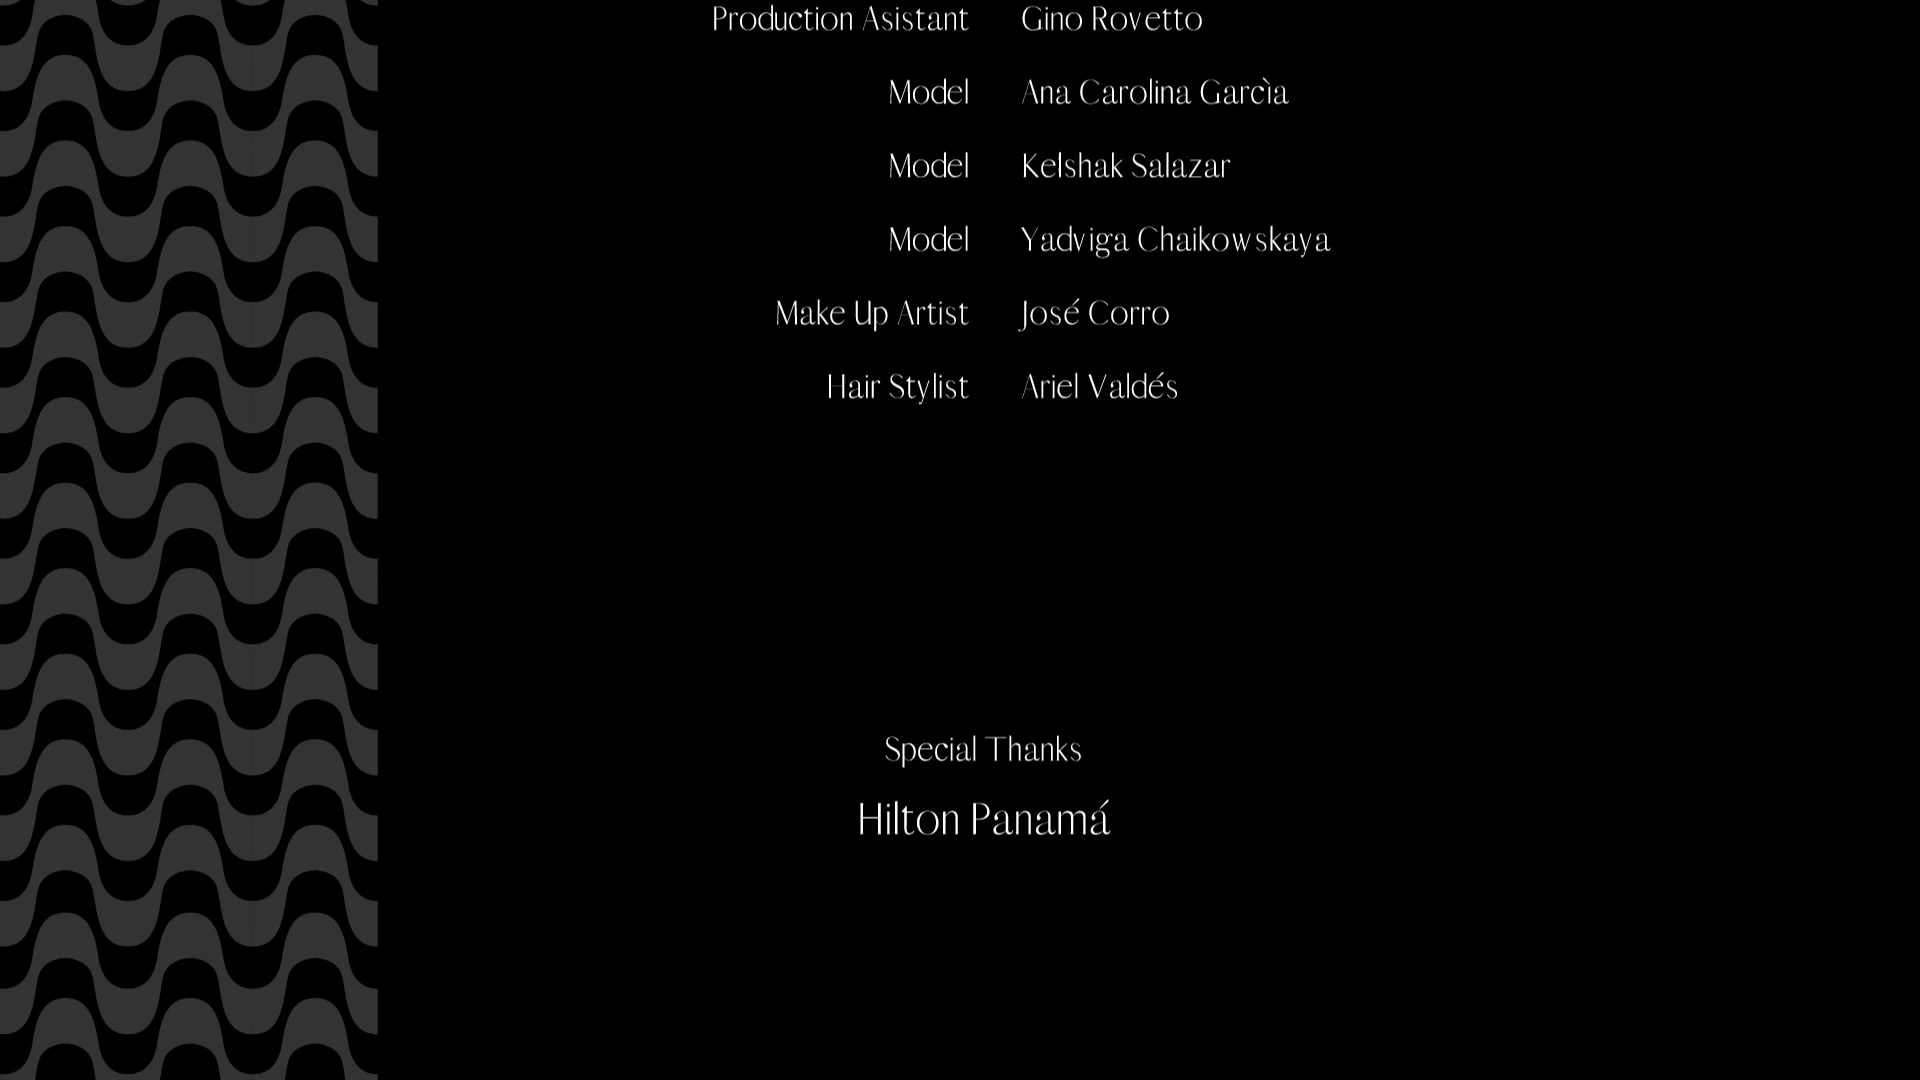 Production Asistant Gino Rovetto
Model Ana Carolina Garcìa
Model Kelshak Salazar
Model Yadviga Chaikowskaya
Make Up Artist José Corro
Hair Stylist Ariel Valdés
Special Thanks
Hilton Panamá